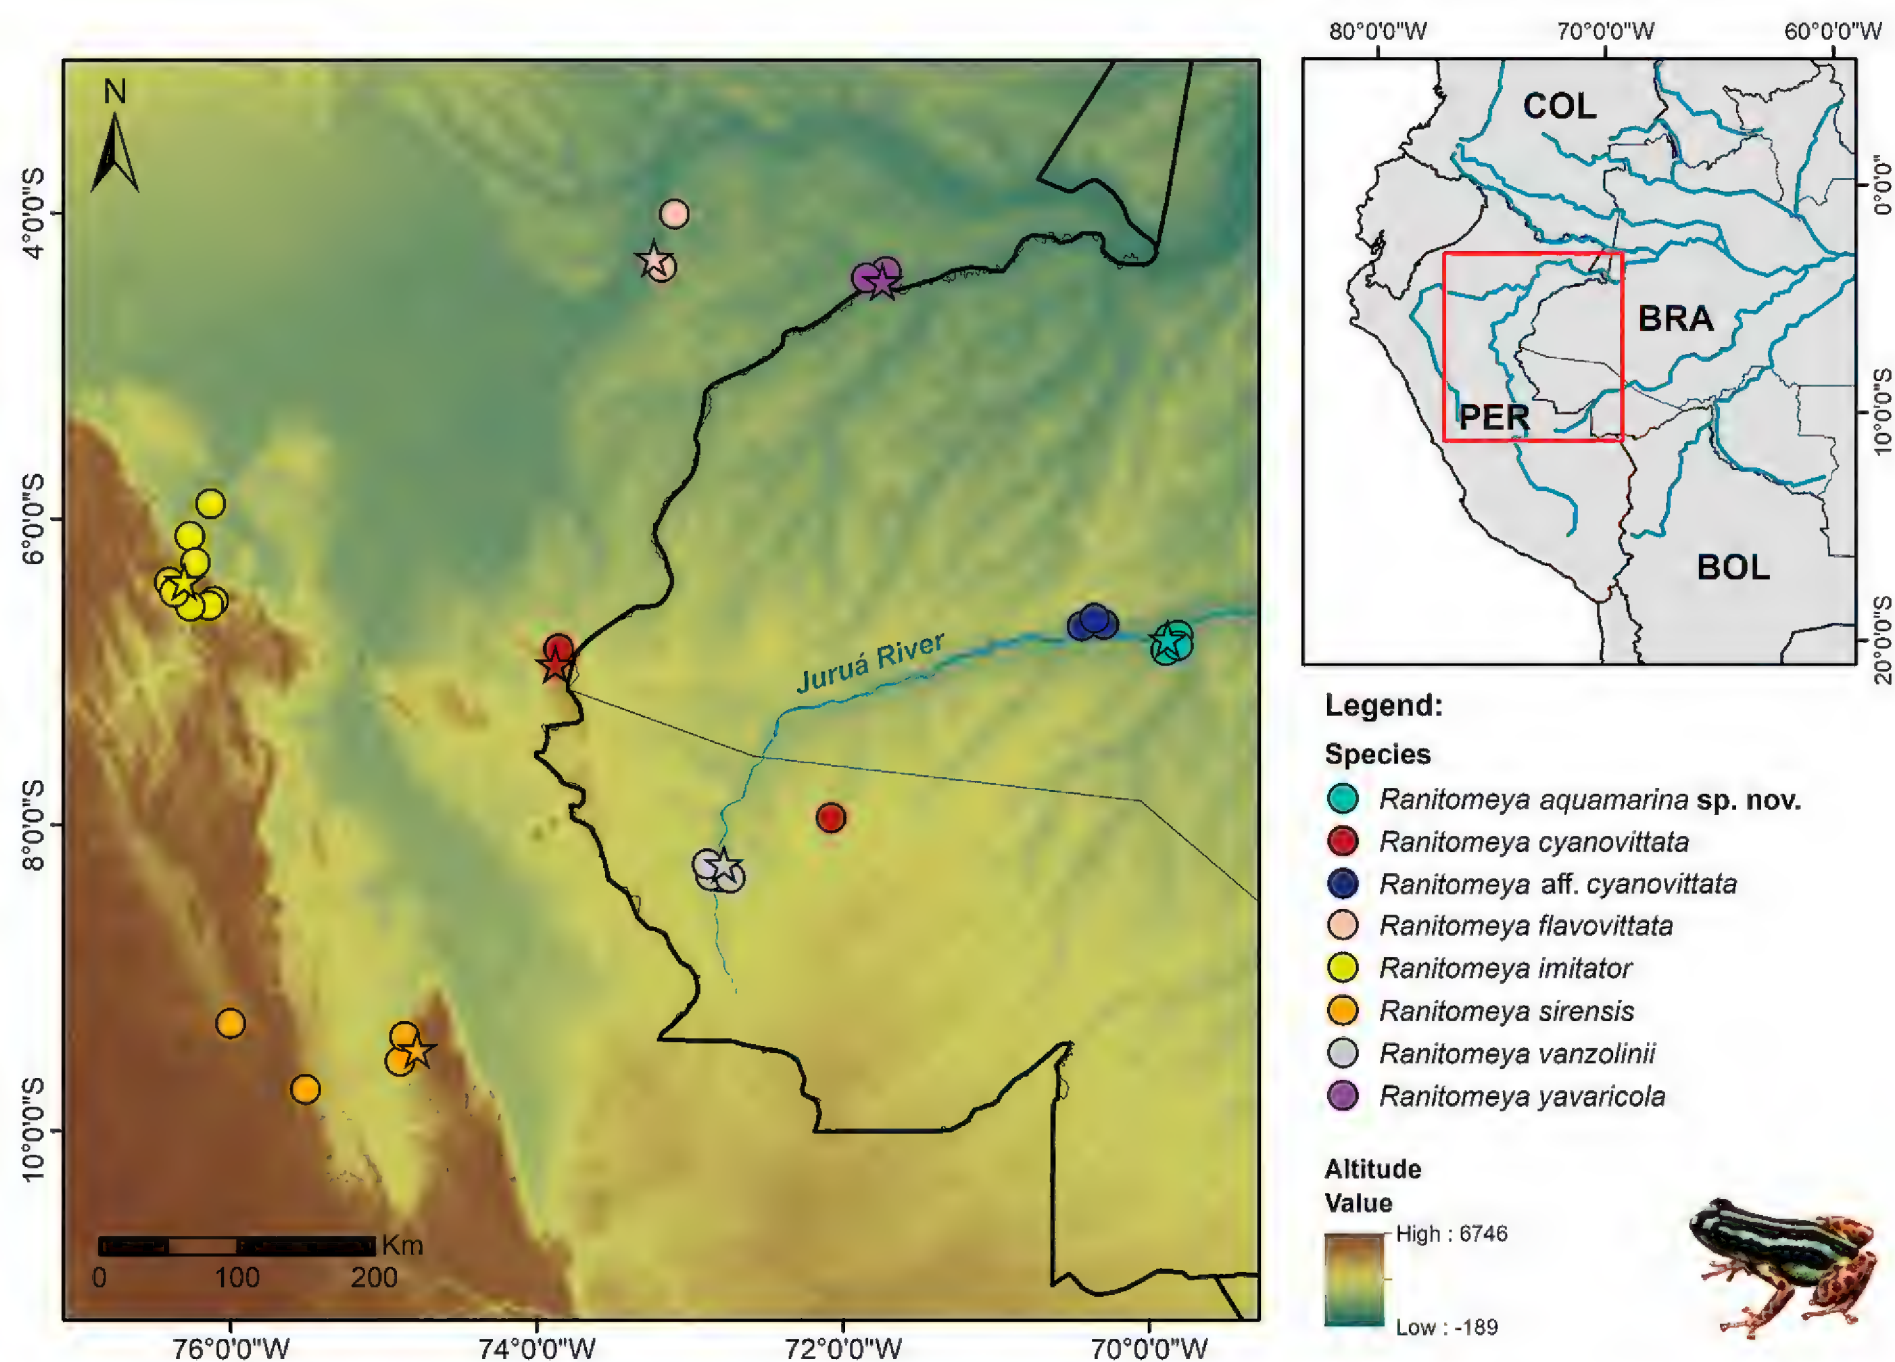 80°0'0"W 70°0'0"W 60°0'0"W
N
COL
4°0'0"S
0°0'0"
BRA
PER
10°0'0"S
6°0'0"S
BOL
20°0'0"S
Juruá River
Legend:
Species
Ranitomeya aquamarina sp. nov.
Ranitomeya cyanovittata
Ranitomeya aff. cyanovittata
Ranitomeya flavovittata
Ranitomeya imitator
Ranitomeya sirensis
Ranitomeya vanzolinii
Ranitomeya yavaricola
8°0'0"S
10°0'0"S
Altitude
Value
High : 6746
Low : -189
Km
0 100 200
76°0'0"W 74°0'0"W 72°0'0"W 70°0'0"W